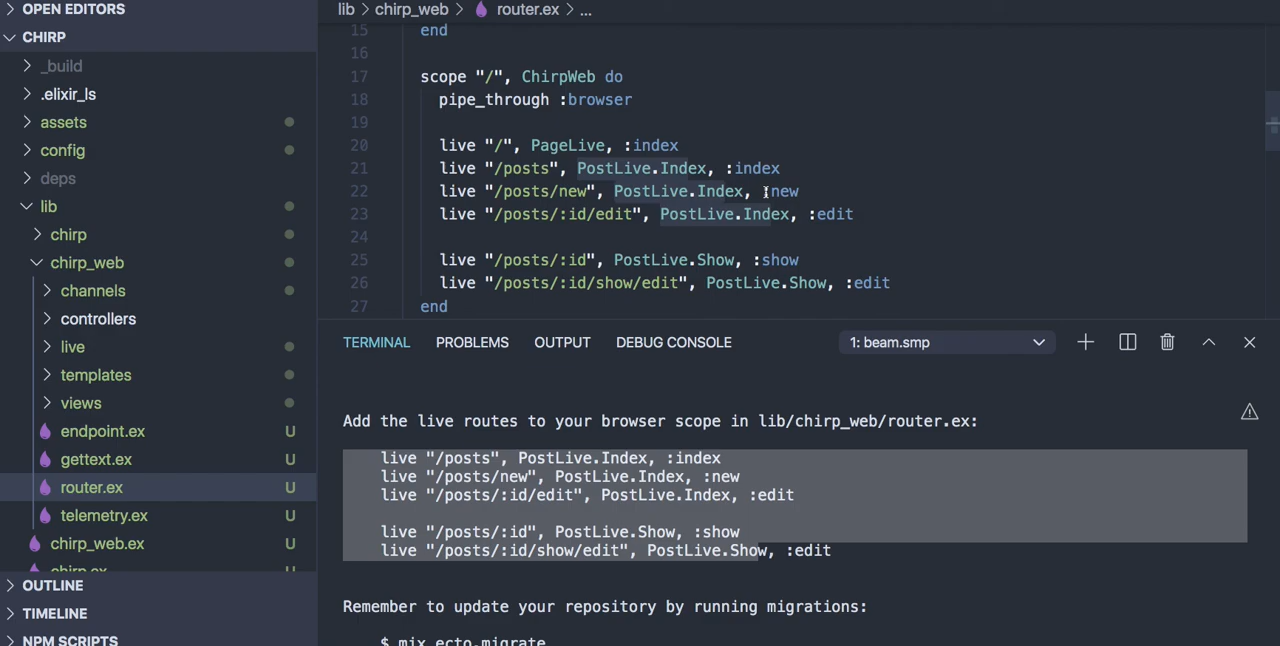 OPEN EDITORS
CHIRP
_build
.elixir_ls
assets
config
deps
lib
chirp
chirp_web
channels
controllers
live
templates
views
endpoint.ex U
gettext.ex U
router.ex U
telemetry.ex U
chirp_web.ex U
chirp.ex U
OUTLINE
TIMELINE
NPM SCRIPTS
lib > chirp_web > router.ex > ...
15 end
16
17 scope "/", ChirpWeb do
18 pipe_through :browser
19
20 live "/", PageLive, :index
21 live "/posts", PostLive.Index, :index
22 live "/posts/new", PostLive.Index, :new
23 live "/posts/:id/edit", PostLive.Index, :edit
24
25 live "/posts/:id", PostLive.Show, :show
26 live "/posts/:id/show/edit", PostLive.Show, :edit
27 end
TERMINAL PROBLEMS OUTPUT DEBUG CONSOLE 1: beam.smp
Add the live routes to your browser scope in lib/chirp_web/router.ex:
live "/posts", PostLive.Index, :index
live "/posts/new", PostLive.Index, :new
live "/posts/:id/edit", PostLive.Index, :edit
live "/posts/:id", PostLive.Show, :show
live "/posts/:id/show/edit", PostLive.Show, :edit
Remember to update your repository by running migrations:
$ mix ecto.migrate